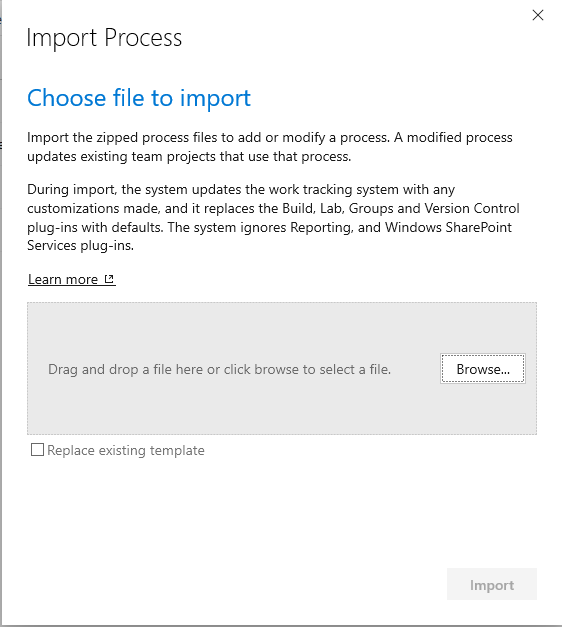 Import Process
Choose file to import
Import the zipped process files to add or modify a process. A modified process
updates existing team projects that use that process.
During import, the system updates the work tracking system with any
customizations made, and it replaces the Build, Lab, Groups and Version Control
plug-ins with defaults. The system ignores Reporting, and Windows SharePoint
Services plug-ins.
Learn more
Drag and drop a file here or click browse to select a file.
Browse...
Replace existing template
Import